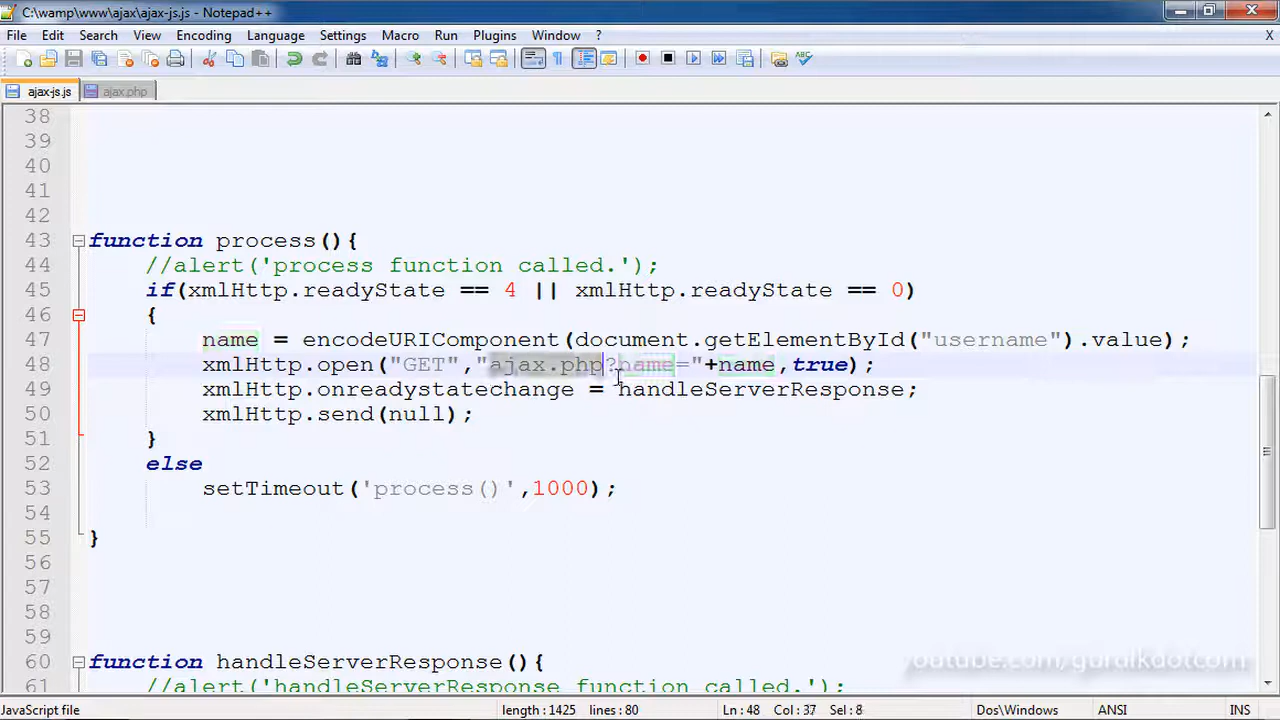 C:\wamp\www\ajax\ajax-js.js - Notepad++
File Edit Search View Encoding Language Settings Macro Run Plugins Window ? X
ajax-js.js ajax.php
38
39
40
41
42
43 function process(){
44 //alert('process function called.');
45 if(xmlHttp.readyState == 4 || xmlHttp.readyState == 0)
46 {
47 name = encodeURIComponent(document.getElementById("username").value);
48 xmlHttp.open("GET","ajax.php?name="+name,true);
49 xmlHttp.onreadystatechange = handleServerResponse;
50 xmlHttp.send(null);
51 }
52 else
53 setTimeout('process()',1000);
54
55 }
56
57
58
59
60 function handleServerResponse(){
61 //alert('handleServerResponse function called.');
JavaScript file length : 1425 lines : 80 Ln : 48 Col : 37 Sel : 8 Dos\Windows ANSI INS